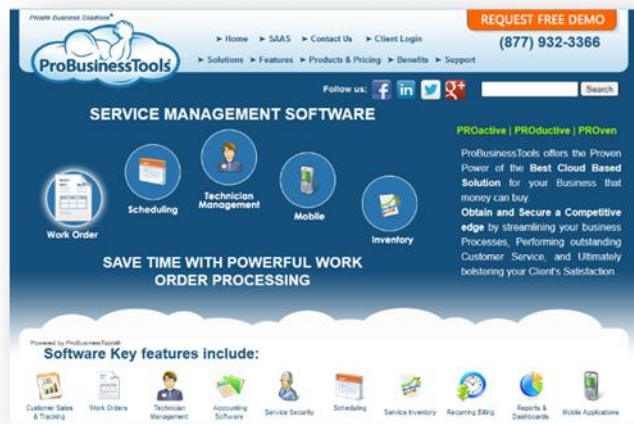 Private Business Solutions®
REQUEST FREE DEMO
ProBusinessTools
➤ Home ➤ SAAS ➤ Contact Us ➤ Client Login
(877) 932-3366
➤ Solutions ➤ Features ➤ Products & Pricing ➤ Benefits ➤ Support
Follow us: f in g+ Search
SERVICE MANAGEMENT SOFTWARE
PROactive | PROductive | PROven
Work Order
Scheduling
Technician
Management
Mobile
Inventory
ProBusinessTools offers the Proven
Power of the Best Cloud Based
Solution for your Business that
money can buy.
Obtain and Secure a Competitive
edge by streamlining your business
Processes, Performing outstanding
Customer Service, and Ultimately
bolstering your Client's Satisfaction.
SAVE TIME WITH POWERFUL WORK
ORDER PROCESSING
Powered by ProBusinessTools®
Software Key features include:
Customer Sales
& Tracking
Work Orders
Technician
Management
Accounting
Software
Service Security
Scheduling
Service Inventory
Recurring Billing
Reports &
Dashboards
Mobile Applications